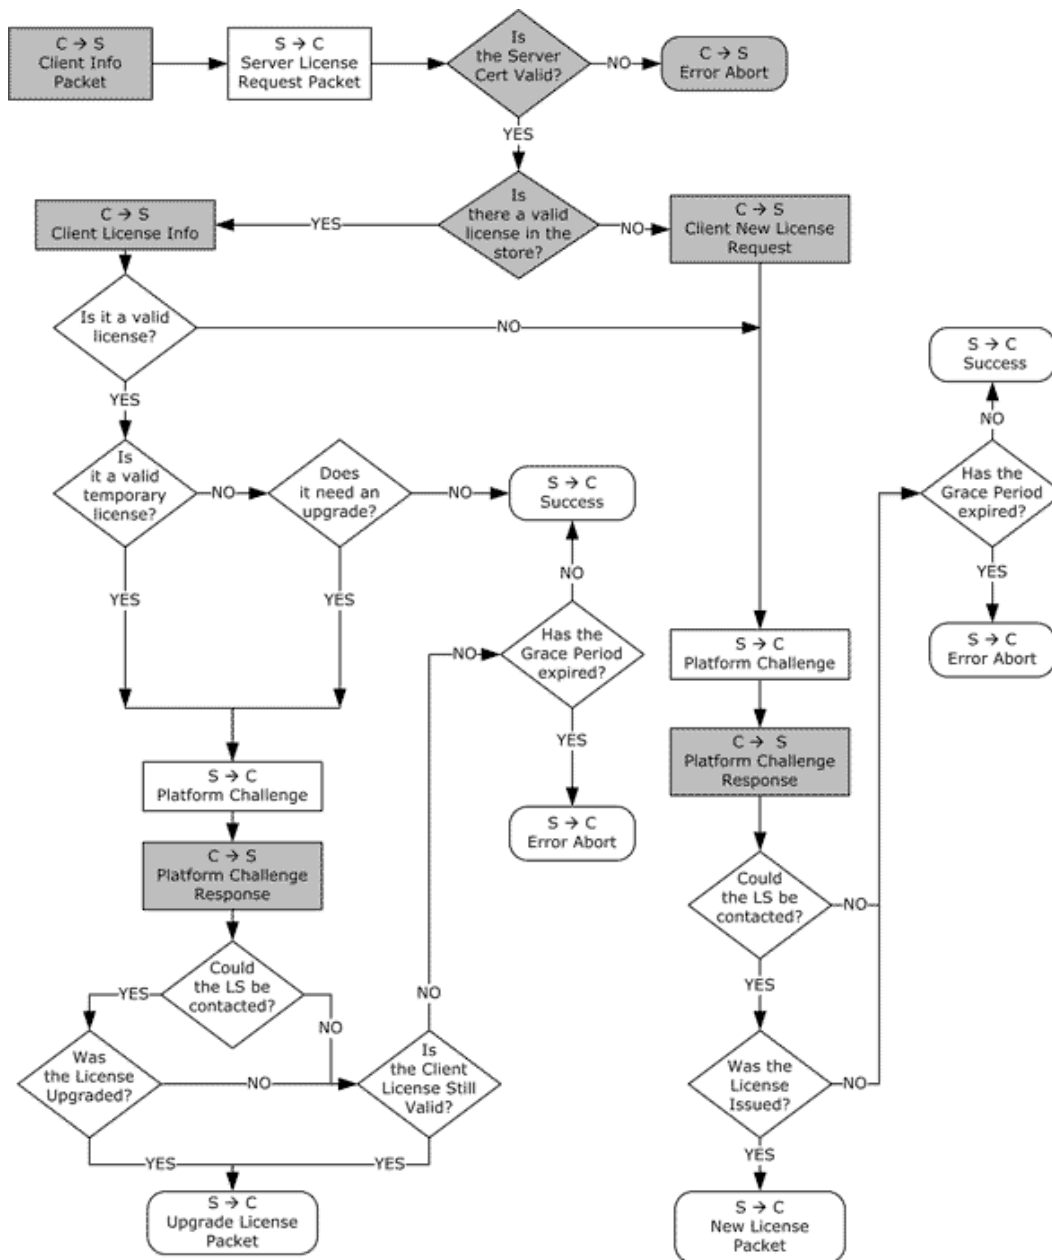 C → S
Client Info
Packet
S → C
Server License
Request Packet
Is
the Server
Cert Valid?
NO
C → S
Error Abort
YES
C → S
Client License Info
YES
Is
there a valid
license in the
store?
NO
C → S
Client New License
Request
Is it a valid
license?
NO
S → C
Success
YES
NO
Is
it a valid
temporary
license?
NO
Does
it need an
upgrade?
NO
S → C
Success
Has the
Grace Period
expired?
YES
YES
NO
YES
NO
Has the
Grace Period
expired?
S → C
Platform Challenge
S → C
Error Abort
YES
C → S
Platform Challenge
Response
S → C
Platform Challenge
S → C
Error Abort
C → S
Platform Challenge
Response
Could
the LS be
contacted?
NO
YES
Could
the LS be
contacted?
NO
NO
YES
Was
the License
Upgraded?
NO
Is
the Client
License Still
Valid?
Was the
License
Issued?
NO
YES
YES
YES
S → C
Upgrade License
Packet
S → C
New License
Packet